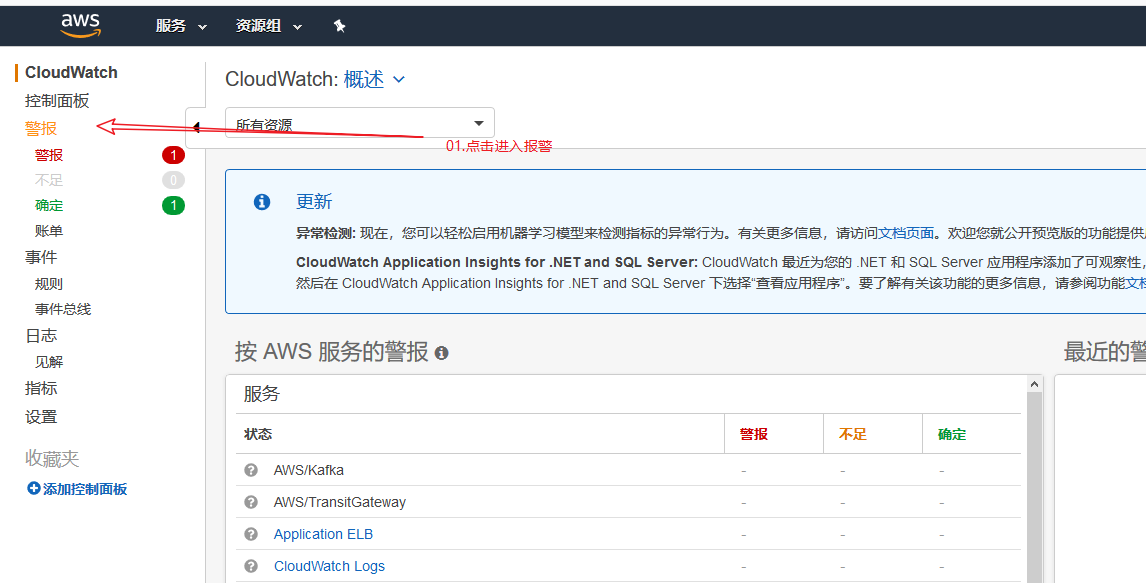 aws
服务
资源组
CloudWatch
控制面板
警报
警报 1
不足 0
确定 1
账单
事件
规则
事件总线
日志
见解
指标
设置
收藏夹
添加控制面板
CloudWatch: 概述
所有资源
01.点击进入报警
更新
异常检测: 现在，您可以轻松启用机器学习模型来检测指标的异常行为。有关更多信息，请访问文档页面。欢迎您就公开预览版的功能提供
CloudWatch Application Insights for .NET and SQL Server: CloudWatch 最近为您的 .NET 和 SQL Server 应用程序添加了可观察性，
然后在 CloudWatch Application Insights for .NET and SQL Server 下选择“查看应用程序”。要了解有关该功能的更多信息，请参阅功能文档
按 AWS 服务的警报
服务
状态 警报 不足 确定
AWS/Kafka - - -
AWS/TransitGateway - - -
Application ELB - - -
CloudWatch Logs - - -
最近的警